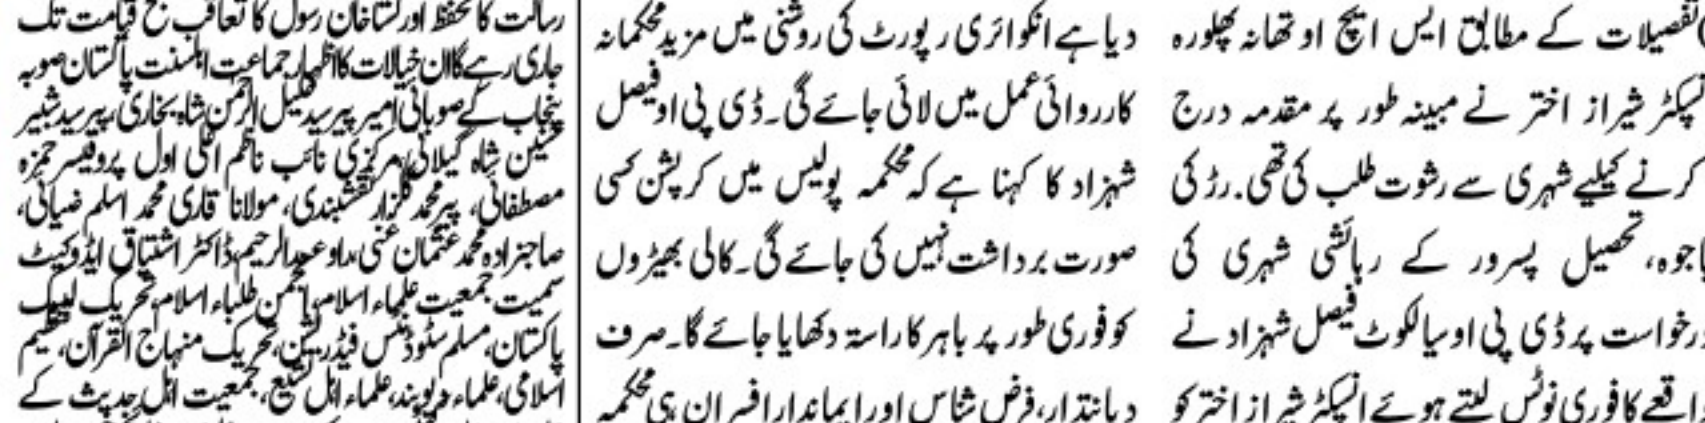 تفصیلات کے مطابق ایس ایچ او تھانہ پھلورہ
انسپکٹر شیراز اختر نے مبینہ طور پر مقدمہ درج
کرنے کیلیے شہری سے رشوت طلب کی تھی. رڑکی
باجوہ، تحصیل پسرور کے رہائشی شہری کی
درخواست پر ڈی پی او سیالکوٹ فیصل شہزاد نے
واقعے کا فوری نوٹس لیتے ہوئے انسپکٹر شیراز اختر کو
دیا ہے انکوائری رپورٹ کی روشنی میں مزید محکمانہ
کارروائی عمل میں لائی جائے گی۔ ڈی پی او فیصل
شہزاد کا کہنا ہے کہ محکمہ پولیس میں کرپشن کسی
صورت برداشت نہیں کی جائے گی۔ کالی بھیڑوں
کو فوری طور پر باہر کا راستہ دکھایا جائے گا۔ صرف
دیانتدار، فرض شناس اور ایماندار افسران ہی محکمہ
رسالت کا تحفظ اور گستاخان رسول کا تعاقب صبح قیامت تک
جاری رہے گا ان خیالات کا اظہار جماعت اہلسنت پاکستان صوبہ
پنجاب کے صوبائی امیر پیر سید خلیل الرحمن شاہ بخاری، پیر سید شبیر
حسین شاہ گیلانی، مرکزی نائب ناظم اعلی اول پروفیسر حمزہ
مصطفائی، پیر محمد گلزار نقشبندی، مولانا قاری محمد اسلم ضیائی،
صاحبزادہ محمد عثمان غنی، داؤد عبدالرحیم، ڈاکٹر اشتیاق ایڈوکیٹ
سمیت جمعیت علماء اسلام، انجمن طلباء اسلام، تحریک لبیک
پاکستان، مسلم سٹوڈنٹس فیڈریشن، تحریک منہاج القرآن، تنظیم
اسلامی، علماء دیوبند، علماء اہل تشیع، جمعیت اہل حدیث کے